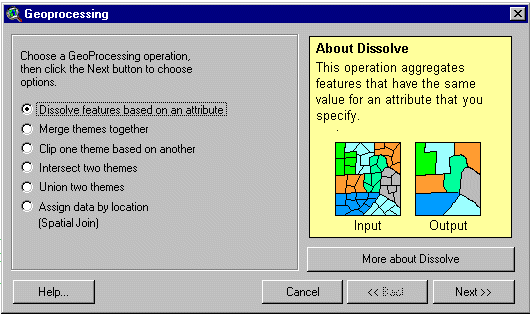 Geoprocessing
Choose a GeoProcessing operation,
then click the Next button to choose
options.
Dissolve features based on an attribute
Merge themes together
Clip one theme based on another
Intersect two themes
Union two themes
Assign data by location
(Spatial Join)
About Dissolve
This operation aggregates
features that have the same
value for an attribute that you
specify.
Input Output
More about Dissolve
Help... Cancel << Back Next >>